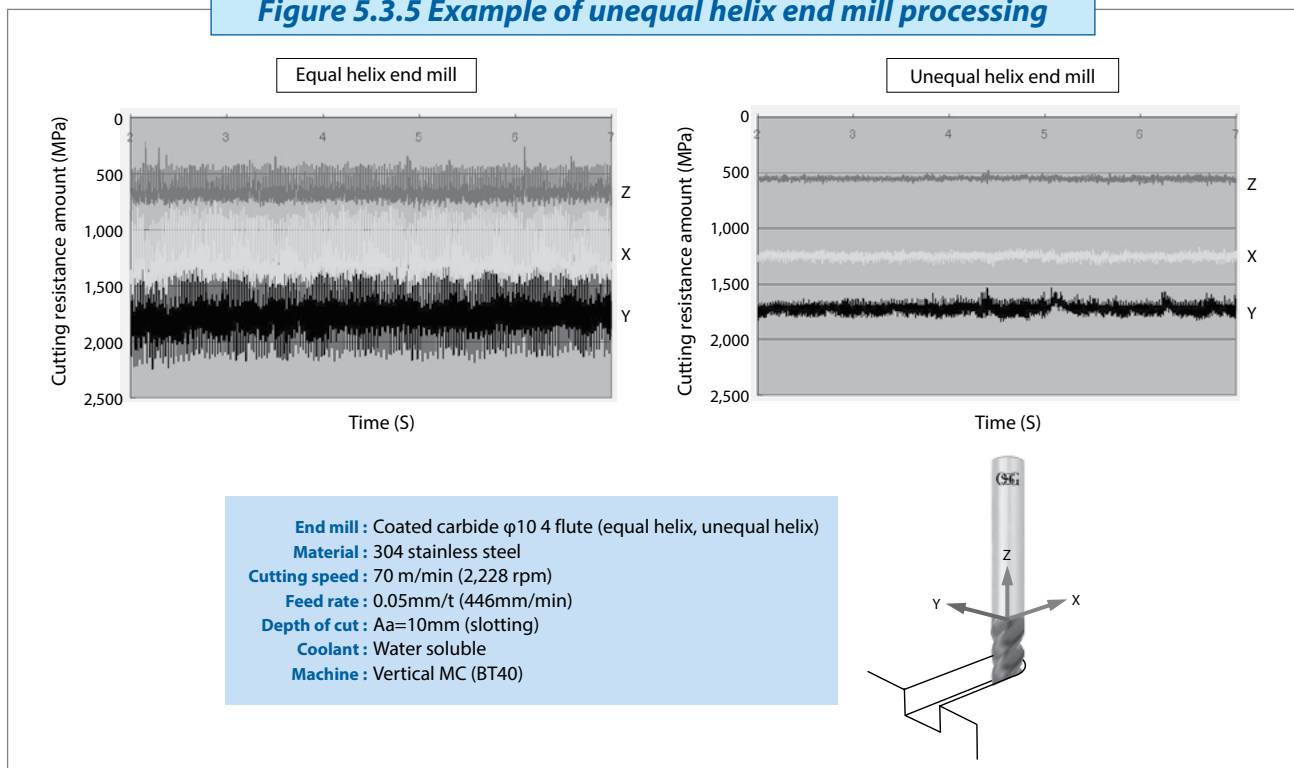 Figure 5.3.5 Example of unequal helix end mill processing
Equal helix end mill
Cutting resistance amount (MPa)
0
500
1,000
1,500
2,000
2,500
2 3 4 5 6 7
Z
X
Y
Time (S)
Unequal helix end mill
Cutting resistance amount (MPa)
0
500
1,000
1,500
2,000
2,500
2 3 4 5 6 7
Z
X
Y
Time (S)
End mill : Coated carbide φ10 4 flute (equal helix, unequal helix)
Material : 304 stainless steel
Cutting speed : 70 m/min (2,228 rpm)
Feed rate : 0.05mm/t (446mm/min)
Depth of cut : Aa=10mm (slotting)
Coolant : Water soluble
Machine : Vertical MC (BT40)
OSG
Z
Y
X